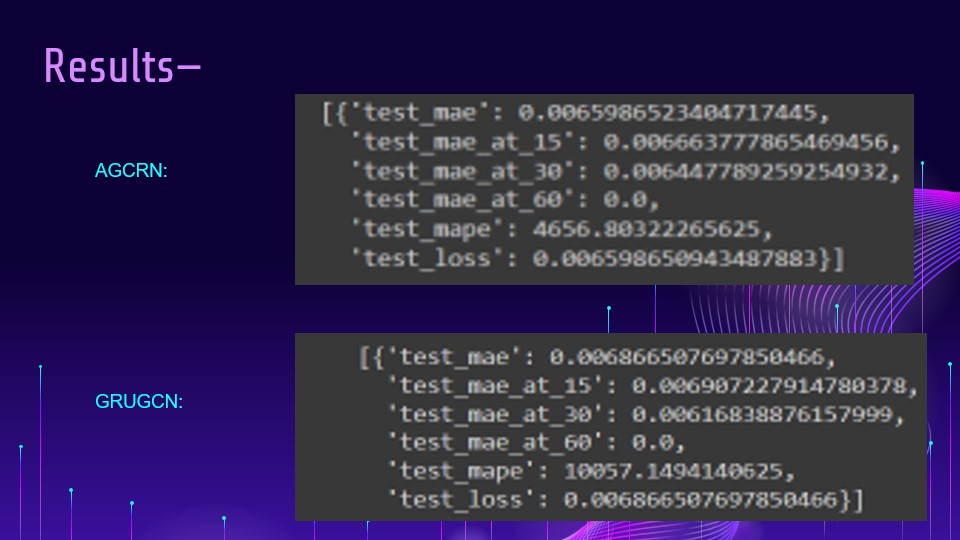 Results—
AGCRN:
[{'test_mae': 0.0065986523404717445,
'test_mae_at_15': 0.006663777865469456,
'test_mae_at_30': 0.006447789259254932,
'test_mae_at_60': 0.0,
'test_mape': 4656.80322265625,
'test_loss': 0.006598650943487883}]
GRUGCN:
[{'test_mae': 0.006866507697850466,
'test_mae_at_15': 0.006907227914780378,
'test_mae_at_30': 0.00616838876157999,
'test_mae_at_60': 0.0,
'test_mape': 10057.1494140625,
'test_loss': 0.006866507697850466}]